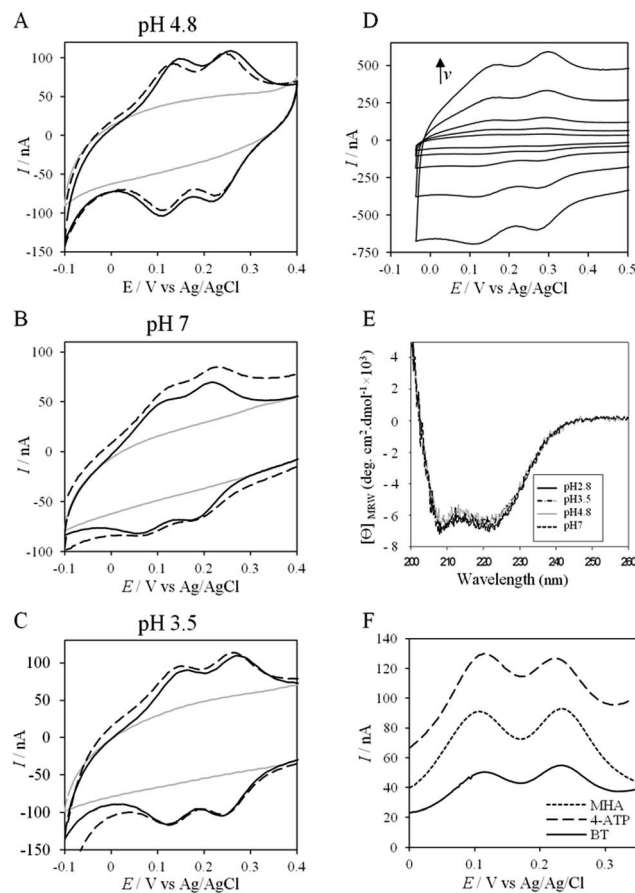 A
pH 4.8
I / nA
100
50
0
-50
-100
-150
-0.1 0 0.1 0.2 0.3 0.4
E / V vs Ag/AgCl
D
v
I / nA
500
250
0
-250
-500
-750
0.0 0.1 0.2 0.3 0.4 0.5
E / V vs Ag/AgCl
B
pH 7
I / nA
100
50
0
-50
-100
-0.1 0 0.1 0.2 0.3 0.4
E / V vs Ag/AgCl
E
[Θ] MRW (deg. cm².dmol⁻¹×10³)
4
2
0
- 2
- 4
- 6
- 8
pH2.8
pH3.5
pH4.8
pH7
200 210 220 230 240 250 260
Wavelength (nm)
C
pH 3.5
I / nA
100
50
0
-50
-100
-150
-0.1 0 0.1 0.2 0.3 0.4
E / V vs Ag/AgCl
F
I / nA
140
120
100
80
60
40
20
0
MHA
4-ATP
BT
0 0.1 0.2 0.3
E / V vs Ag/Ag/Cl